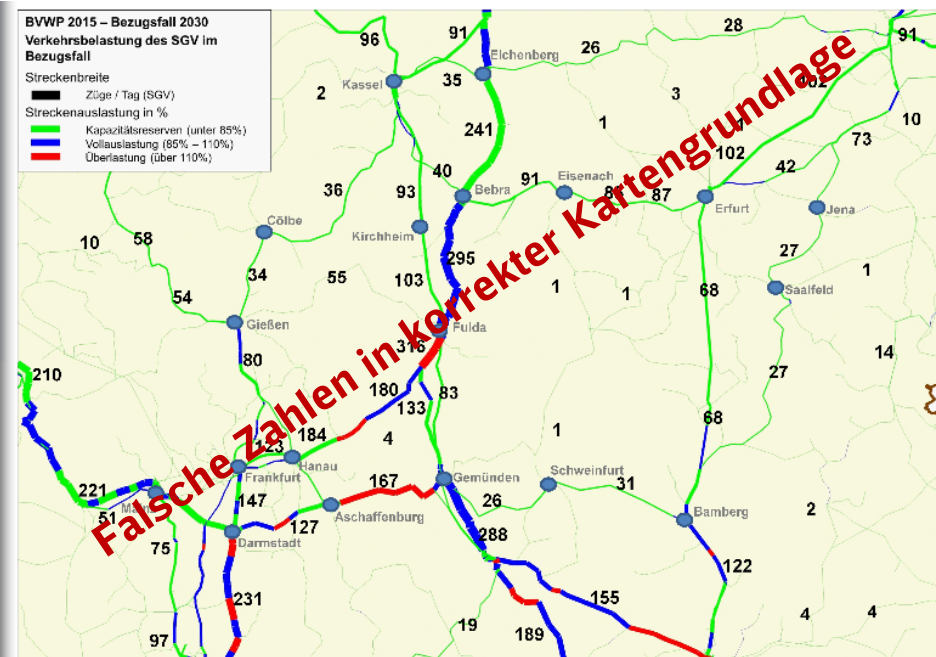 BVWP 2015 – Bezugsfall 2030
Verkehrsbelastung des SGV im
Bezugsfall
Streckenbreite
Züge / Tag (SGV)
Streckenauslastung in %
Kapazitätsreserven (unter 85%)
Vollauslastung (85% – 110%)
Überlastung (über 110%)
Falsche Zahlen in korrekter Kartengrundlage
96
91
28
91
26
Eichenberg
Kassel
35
2
3
10
241
1
73
102
42
40
91
Eisenach
36
93
Bebra
87
Erfurt
Jena
Cölbe
Kirchheim
10
58
27
295
34
55
103
1
1
68
1
Saalfeld
54
Gießen
Fulda
316
14
80
210
180
83
27
133
68
184
4
1
123
Hanau
Frankfurt
167
Gemünden
Schweinfurt
31
221
147
26
51
Aschaffenburg
Bamberg
2
127
Darmstadt
288
75
122
231
155
19
4
4
97
189